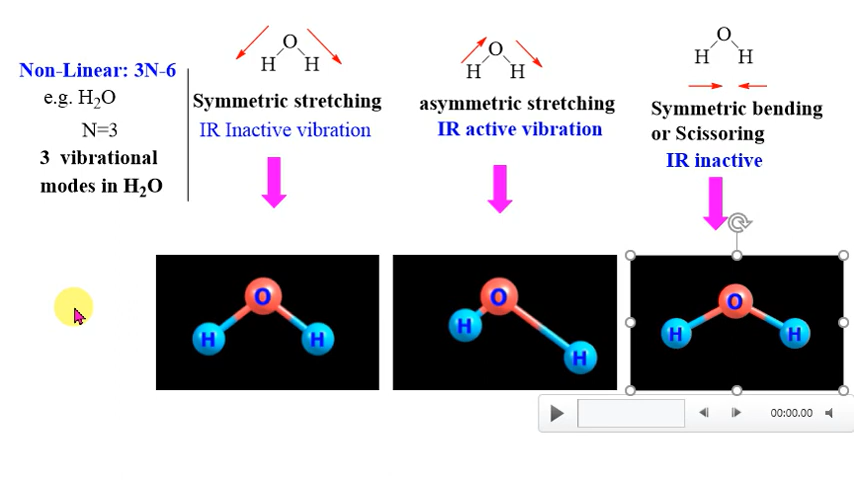 Non-Linear: 3N-6
e.g. H₂O
N=3
3 vibrational
modes in H₂O
O
H H
Symmetric stretching
IR Inactive vibration
O
H H
asymmetric stretching
IR active vibration
O
H H
Symmetric bending
or Scissoring
IR inactive
O
H H
O
H
H
O
H H
00:00.00